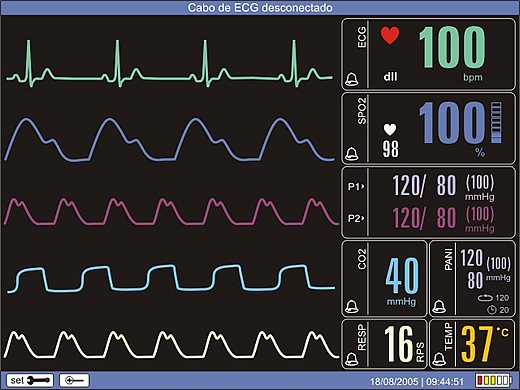 Cabo de ECG desconectado
ECG
dII
100
bpm
SPO2
98
100
%
P1 120/ 80 (100)
mmHg
P2 120/ 80 (100)
mmHg
CO2
40
mmHg
PANI
120
80
(100)
mmHg
120
20
RESP
16
RPS
TEMP
37
°C
set
18/08/2005 | 09:44:51